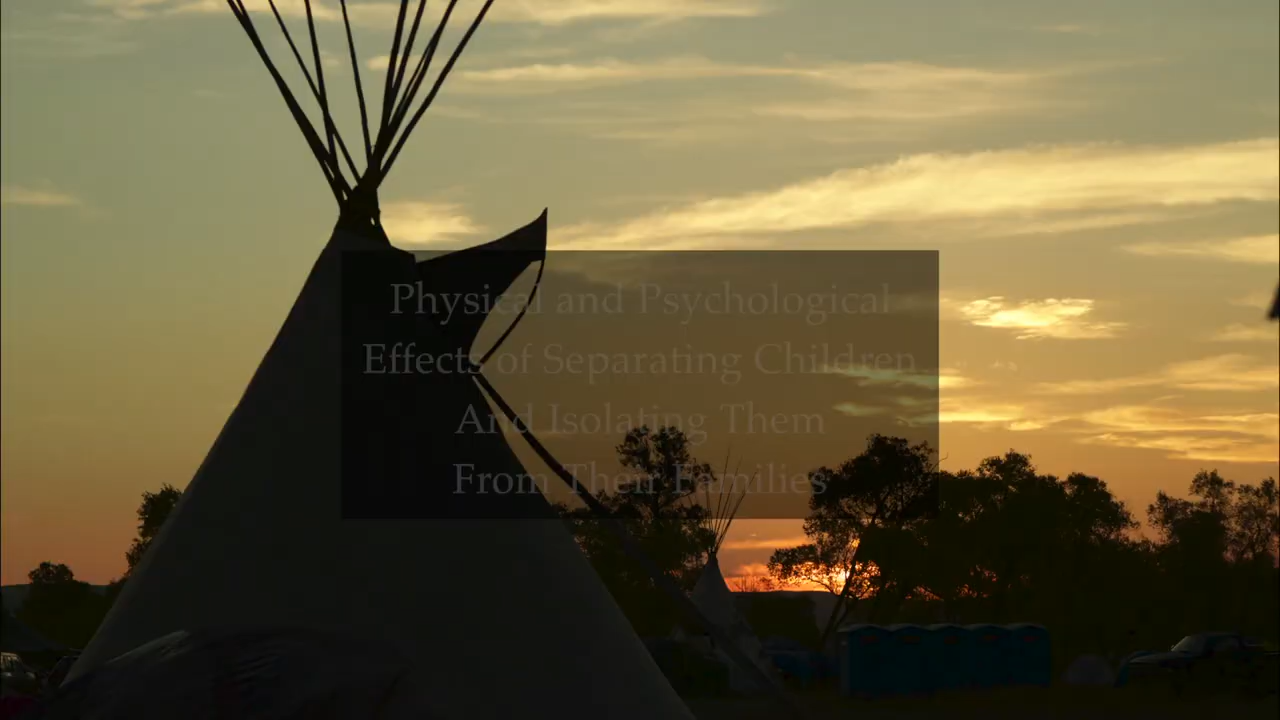 Physical and Psychological
Effects of Separating Children
And Isolating Them
From Their Families